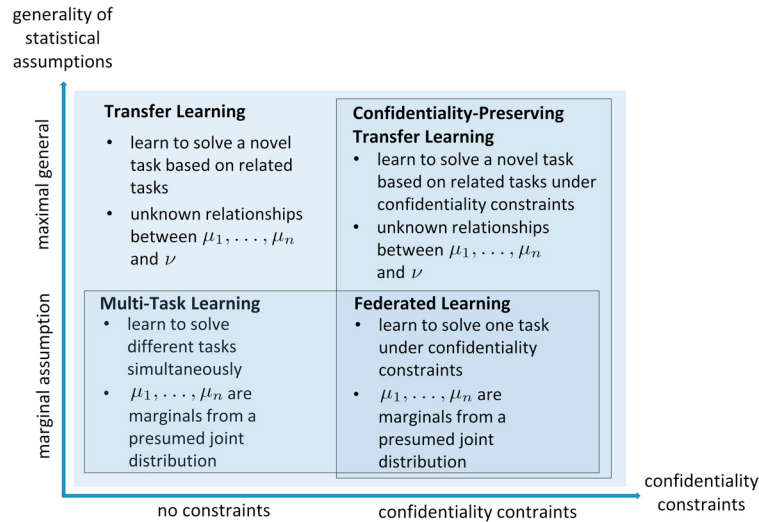 generality of
statistical
assumptions
maximal general
marginal assumption
Transfer Learning
• learn to solve a novel
task based on related
tasks
• unknown relationships
between μ1, . . . , μn
and ν
Confidentiality-Preserving
Transfer Learning
• learn to solve a novel task
based on related tasks under
confidentiality constraints
• unknown relationships
between μ1, . . . , μn
and ν
Multi-Task Learning
• learn to solve
different tasks
simultaneously
• μ1, . . . , μn are
marginals from a
presumed joint
distribution
Federated Learning
• learn to solve one task
under confidentiality
constraints
• μ1, . . . , μn are
marginals from a
presumed joint
distribution
no constraints
confidentiality contraints
confidentiality
constraints